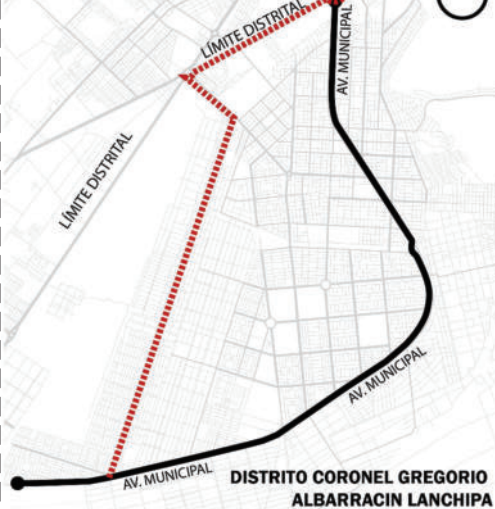 LÍMITE DISTRITAL
AV. MUNICIPAL
LÍMITE DISTRITAL
AV. MUNICIPAL
AV. MUNICIPAL
DISTRITO CORONEL GREGORIO
ALBARRACIN LANCHIPA